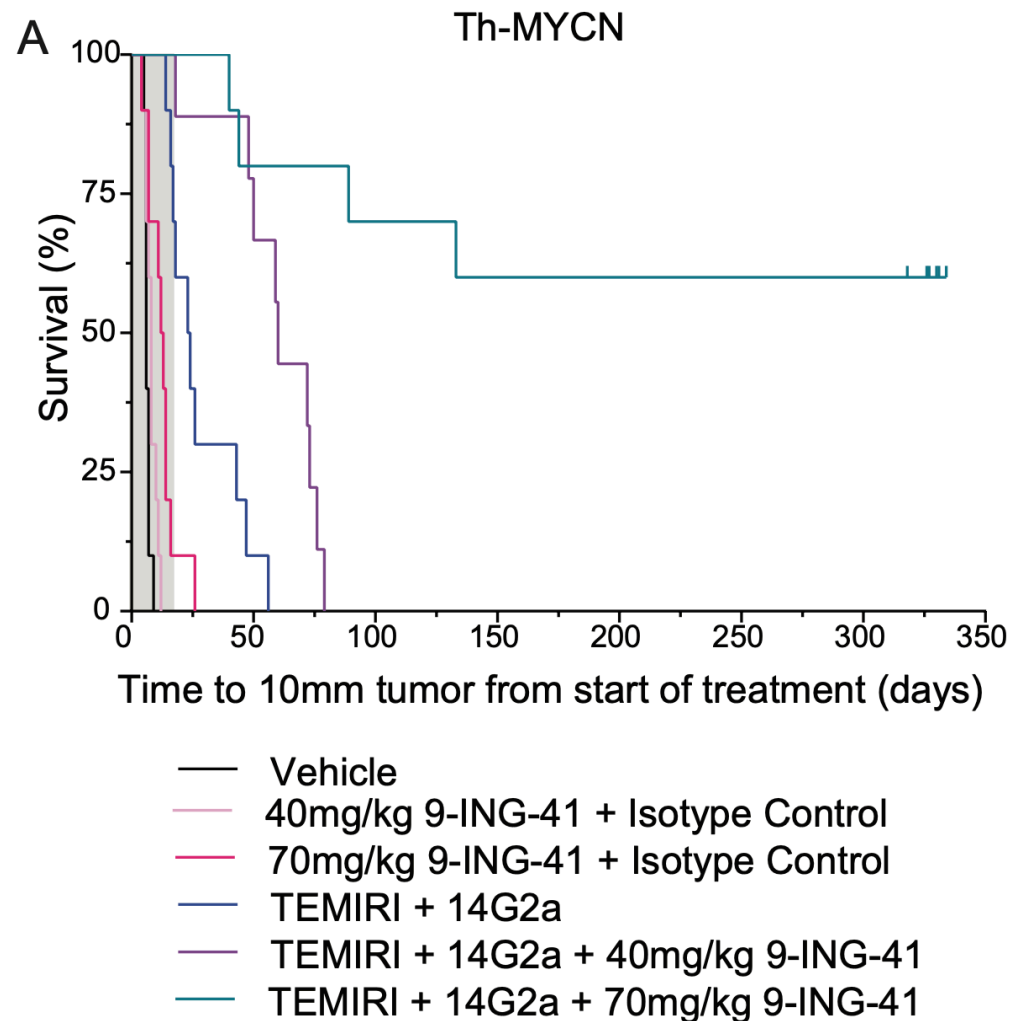 A
Th-MYCN
100
75
50
25
0
Survival (%)
0 50 100 150 200 250 300 350
Time to 10mm tumor from start of treatment (days)
Vehicle
40mg/kg 9-ING-41 + Isotype Control
70mg/kg 9-ING-41 + Isotype Control
TEMIRI + 14G2a
TEMIRI + 14G2a + 40mg/kg 9-ING-41
TEMIRI + 14G2a + 70mg/kg 9-ING-41